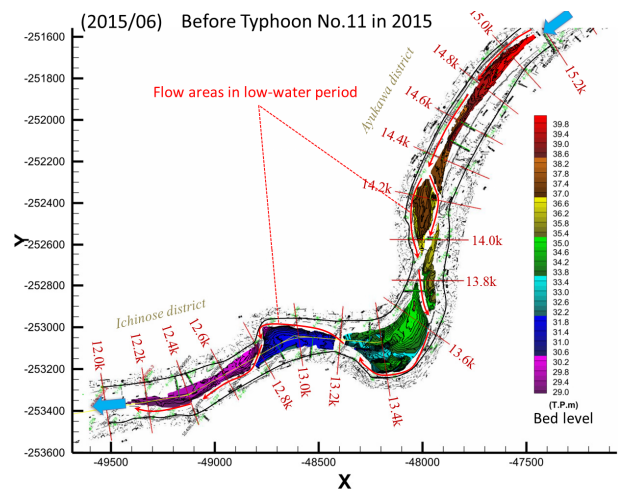 (2015/06) Before Typhoon No.11 in 2015
Flow areas in low-water period
Ayukawa district
Ichinose district
15.2k
15.0k
14.8k
14.6k
14.4k
14.2k
14.0k
13.8k
13.6k
13.4k
13.2k
13.0k
12.8k
12.6k
12.4k
12.2k
12.0k
Y
-251600
-251800
-252000
-252200
-252400
-252600
-252800
-253000
-253200
-253400
-253600
-49500
-49000
-48500
-48000
-47500
X
39.8
39.4
39.0
38.6
38.2
37.8
37.4
37.0
36.6
36.2
35.8
35.4
35.0
34.6
34.2
33.8
33.4
33.0
32.6
32.2
31.8
31.4
31.0
30.6
30.2
29.8
29.4
29.0
(T.P.m)
Bed level